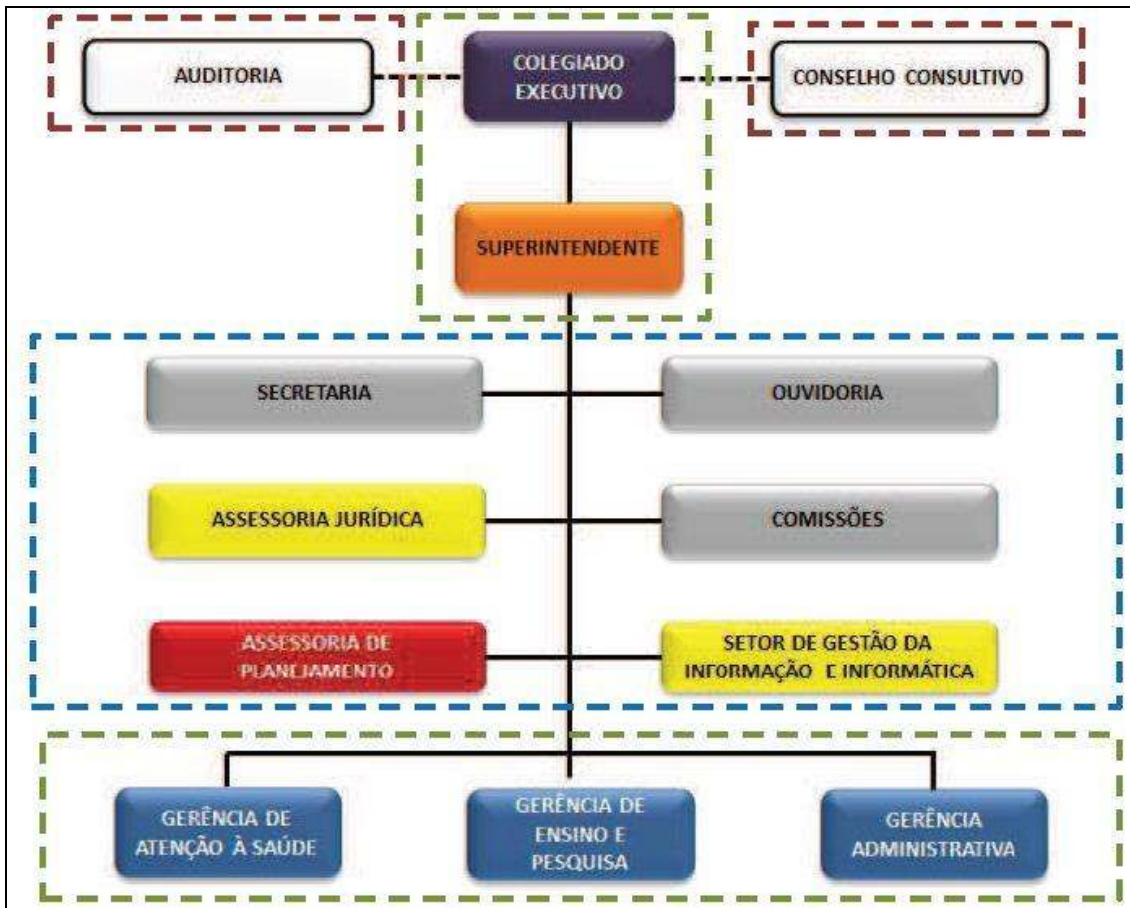 AUDITORIA
COLEGIADO
EXECUTIVO
CONSELHO CONSULTIVO
SUPERINTENDENTE
SECRETARIA
OUVIDORIA
ASSESSORIA JURÍDICA
COMISSÕES
ASSESSORIA DE
PLANEJAMENTO
SETOR DE GESTÃO DA
INFORMAÇÃO E INFORMÁTICA
GERÊNCIA DE
ATENÇÃO À SAÚDE
GERÊNCIA DE
ENSINO E
PESQUISA
GERÊNCIA
ADMINISTRATIVA